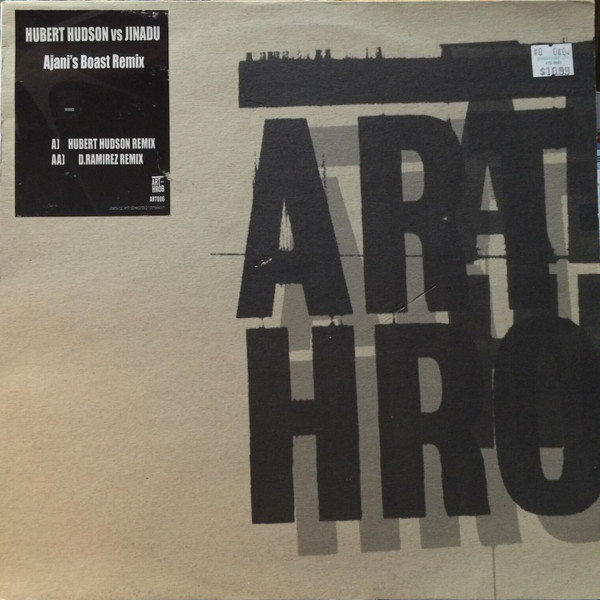 HUBERT HUDSON vs JINADU
Ajani's Boast Remix
A) HUBERT HUDSON REMIX
AA) D.RAMIREZ REMIX
ART-
HROB
ART006
$10.99
ART
HRO